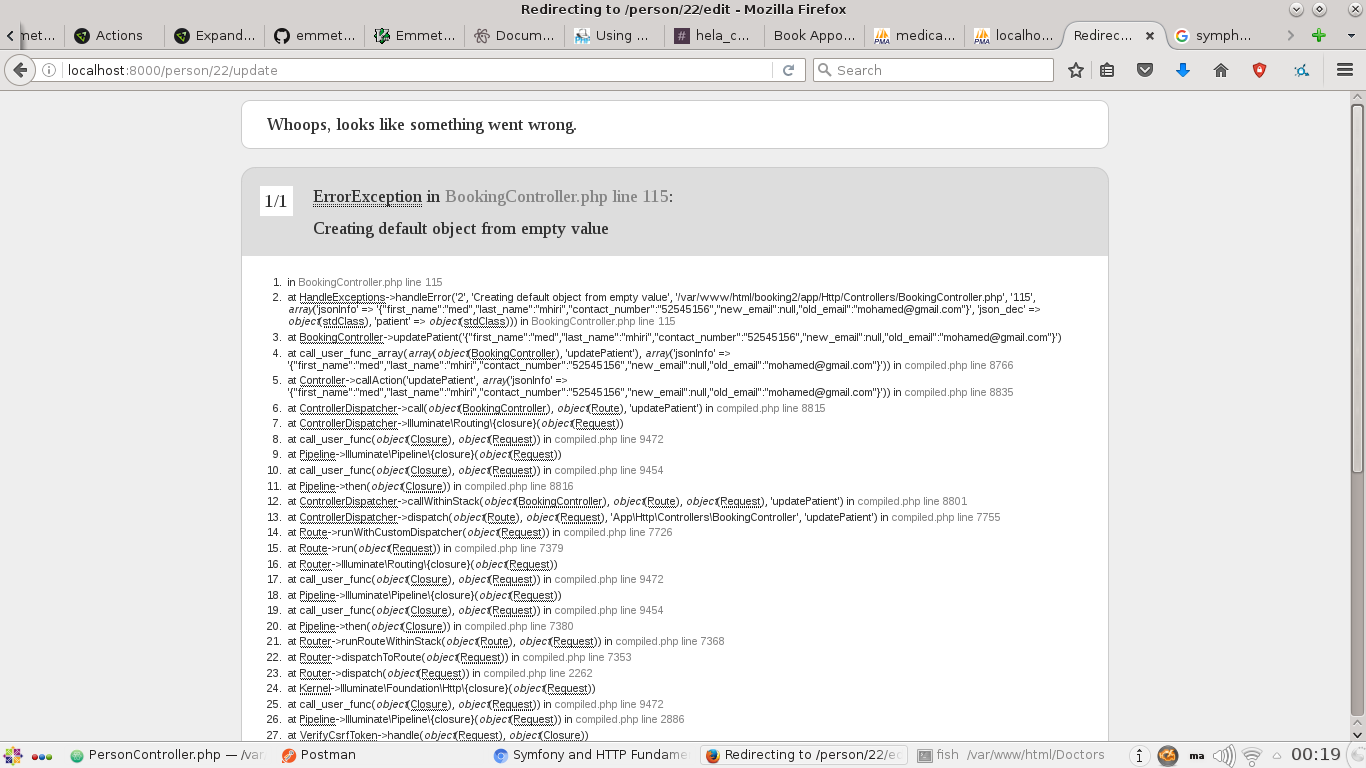 Redirecting to /person/22/edit - Mozilla Firefox
met... Actions Expand... emmet... Emmet... Docum... Using ... hela_c... Book Appo... medica... localho... Redirec... symph...
localhost:8000/person/22/update Search
Whoops, looks like something went wrong.
1/1 ErrorException in BookingController.php line 115:
Creating default object from empty value
1. in BookingController.php line 115
2. at HandleExceptions->handleError('2', 'Creating default object from empty value', '/var/www/html/booking2/app/Http/Controllers/BookingController.php', '115',
array('jsonInfo' => '{"first_name":"med","last_name":"mhiri","contact_number":"52545156","new_email":null,"old_email":"mohamed@gmail.com"}', 'json_dec' =>
object(stdClass), 'patient' => object(stdClass))) in BookingController.php line 115
3. at BookingController->updatePatient('{"first_name":"med","last_name":"mhiri","contact_number":"52545156","new_email":null,"old_email":"mohamed@gmail.com"}')
4. at call_user_func_array(array(object(BookingController), 'updatePatient'), array('jsonInfo' =>
'{"first_name":"med","last_name":"mhiri","contact_number":"52545156","new_email":null,"old_email":"mohamed@gmail.com"}')) in compiled.php line 8766
5. at Controller->callAction('updatePatient', array('jsonInfo' =>
'{"first_name":"med","last_name":"mhiri","contact_number":"52545156","new_email":null,"old_email":"mohamed@gmail.com"}')) in compiled.php line 8835
6. at ControllerDispatcher->call(object(BookingController), object(Route), 'updatePatient') in compiled.php line 8815
7. at ControllerDispatcher->Illuminate\Routing\{closure}(object(Request))
8. at call_user_func(object(Closure), object(Request)) in compiled.php line 9472
9. at Pipeline->Illuminate\Pipeline\{closure}(object(Request))
10. at call_user_func(object(Closure), object(Request)) in compiled.php line 9454
11. at Pipeline->then(object(Closure)) in compiled.php line 8816
12. at ControllerDispatcher->callWithinStack(object(BookingController), object(Route), object(Request), 'updatePatient') in compiled.php line 8801
13. at ControllerDispatcher->dispatch(object(Route), object(Request), 'App\Http\Controllers\BookingController', 'updatePatient') in compiled.php line 7755
14. at Route->runWithCustomDispatcher(object(Request)) in compiled.php line 7726
15. at Route->run(object(Request)) in compiled.php line 7379
16. at Router->Illuminate\Routing\{closure}(object(Request))
17. at call_user_func(object(Closure), object(Request)) in compiled.php line 9472
18. at Pipeline->Illuminate\Pipeline\{closure}(object(Request))
19. at call_user_func(object(Closure), object(Request)) in compiled.php line 9454
20. at Pipeline->then(object(Closure)) in compiled.php line 7380
21. at Router->runRouteWithinStack(object(Route), object(Request)) in compiled.php line 7368
22. at Router->dispatchToRoute(object(Request)) in compiled.php line 7353
23. at Router->dispatch(object(Request)) in compiled.php line 2262
24. at Kernel->Illuminate\Foundation\Http\{closure}(object(Request))
25. at call_user_func(object(Closure), object(Request)) in compiled.php line 9472
26. at Pipeline->Illuminate\Pipeline\{closure}(object(Request)) in compiled.php line 2886
27. at VerifyCsrfToken->handle(object(Request), object(Closure))
PersonController.php — /var Postman Symfony and HTTP Fundame Redirecting to /person/22/e fish /var/www/html/Doctors ma 00:19